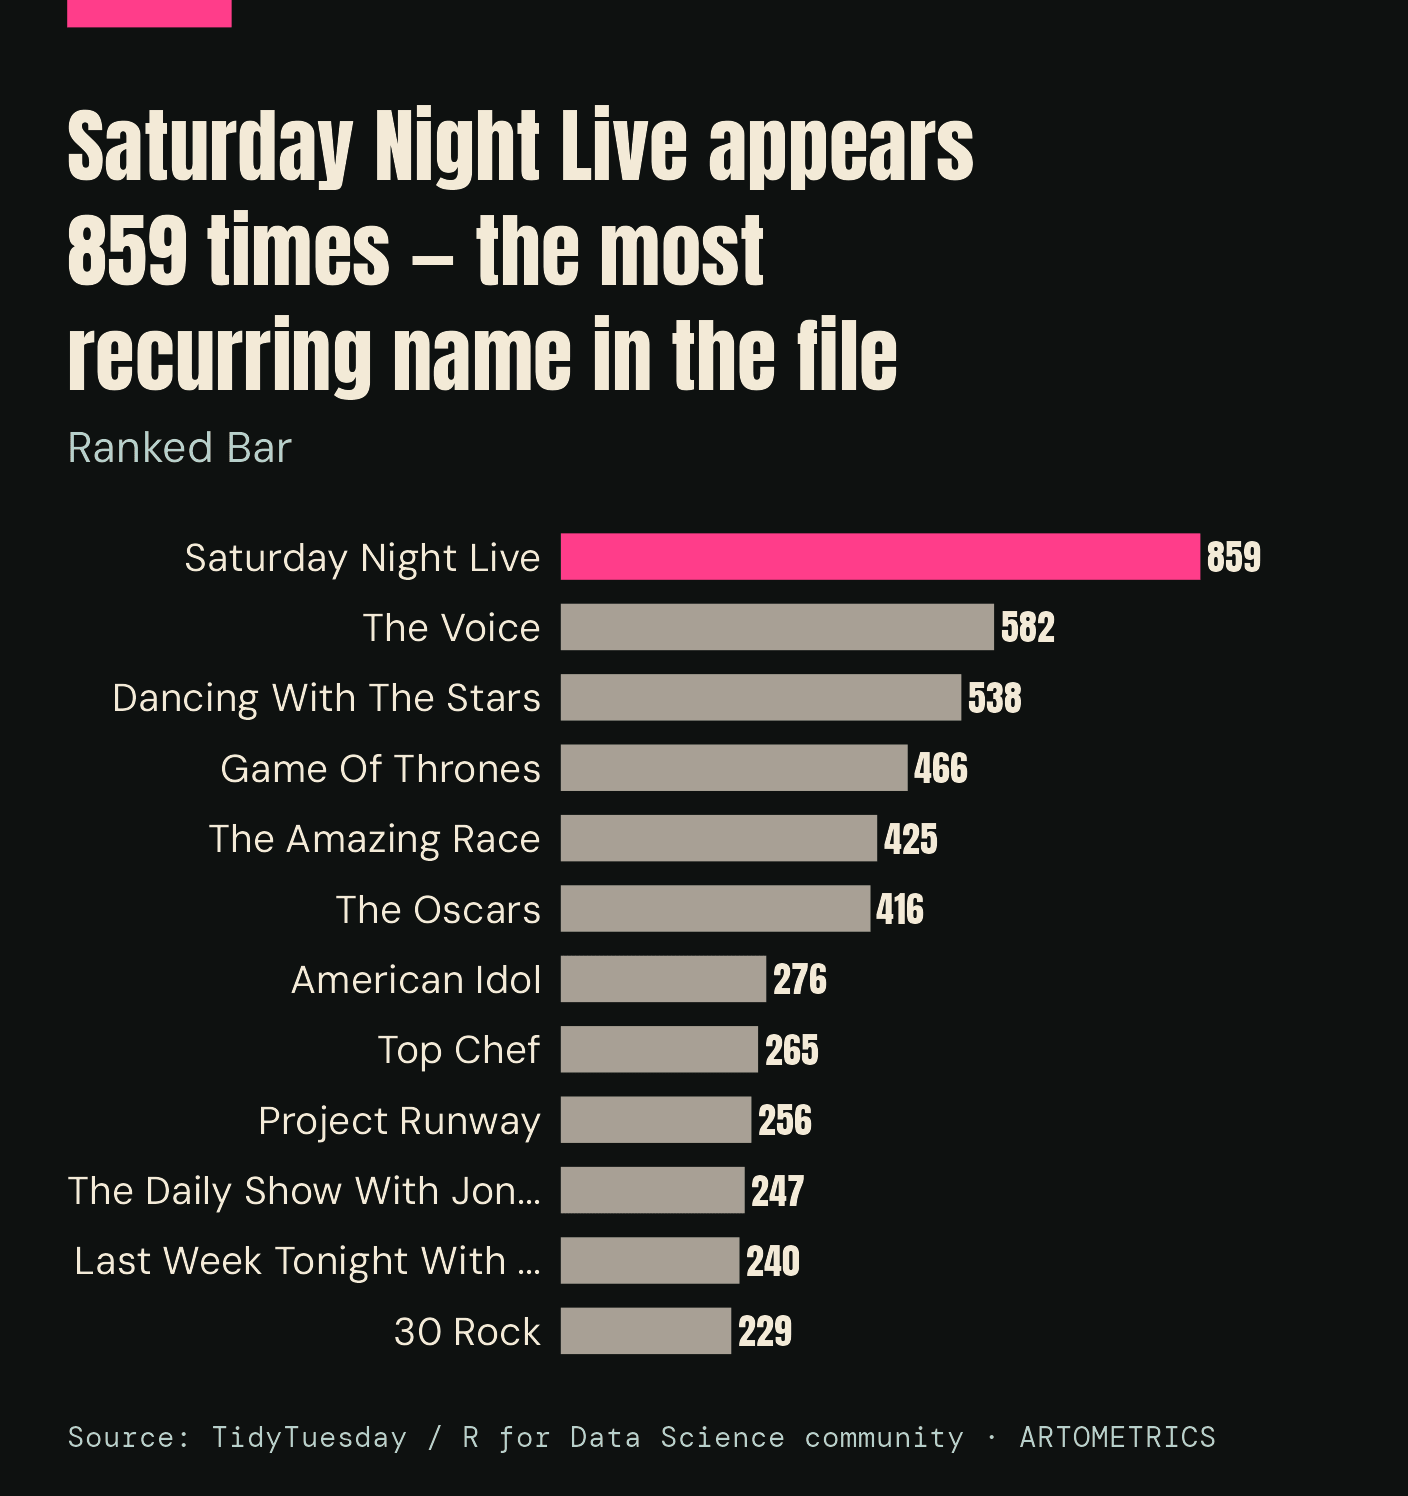 Saturday Night Live appears
859 times – the most
recurring name in the file
Ranked Bar
Saturday Night Live 859
The Voice 582
Dancing With The Stars 538
Game Of Thrones 466
The Amazing Race 425
The Oscars 416
American Idol 276
Top Chef 265
Project Runway 256
The Daily Show With Jon... 247
Last Week Tonight With ... 240
30 Rock 229
Source: TidyTuesday / R for Data Science community · ARTOMETRICS